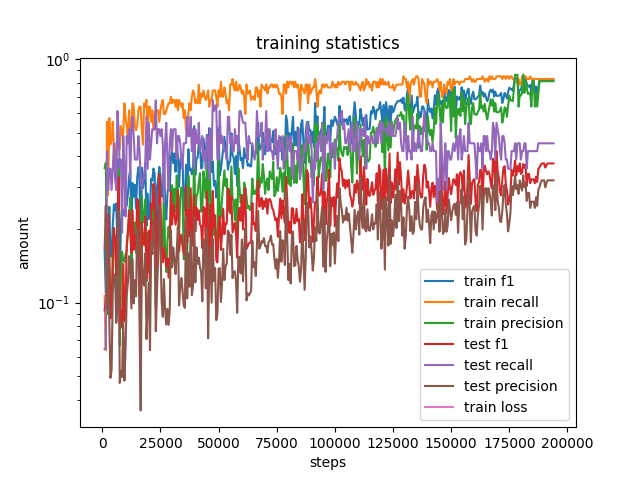 training statistics
10⁰
10⁻¹
amount
0
25000
50000
75000
100000
125000
150000
175000
200000
steps
train f1
train recall
train precision
test f1
test recall
test precision
train loss